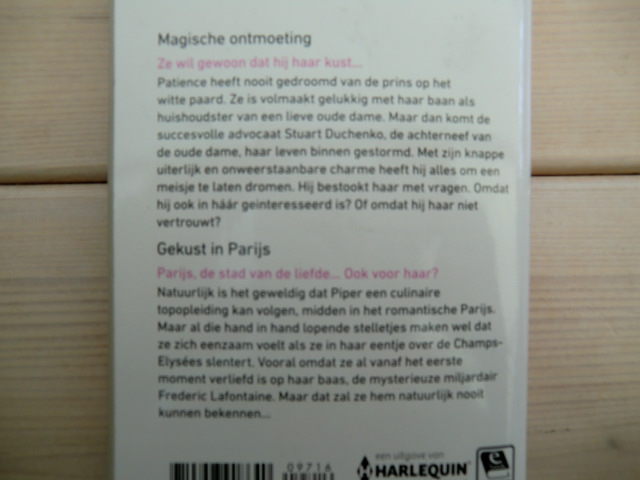 Magische ontmoeting
Ze wil gewoon dat hij haar kust...
Patience heeft nooit gedroomd van de prins op het
witte paard. Ze is volmaakt gelukkig met haar baan als
huishoudster van een lieve oude dame. Maar dan komt de
succesvolle advocaat Stuart Duchenko, de achterneef van
de oude dame, haar leven binnen gestormd. Met zijn knappe
uiterlijk en onweerstaanbare charme heeft hij alles om een
meisje te laten dromen. Hij bestookt haar met vragen. Omdat
hij ook in háár geinteresseerd is? Of omdat hij haar niet
vertrouwt?
Gekust in Parijs
Parijs, de stad van de liefde... Ook voor haar?
Natuurlijk is het geweldig dat Piper een culinaire
topopleiding kan volgen, midden in het romantische Parijs.
Maar al die hand in hand lopende stelletjes maken wel dat
ze zich eenzaam voelt als ze in haar eentje over de Champs-
Elysées slentert. Vooral omdat ze al vanaf het eerste
moment verliefd is op haar baas, de mysterieuze miljardair
Frederic Lafontaine. Maar dat zal ze hem natuurlijk nooit
kunnen bekennen...
een uitgave van
09716
HARLEQUIN